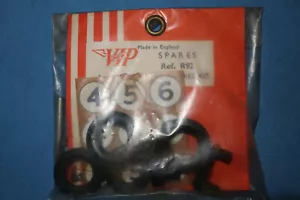 Made in England
VIP
SPARES
Ref. R92
4 5 6